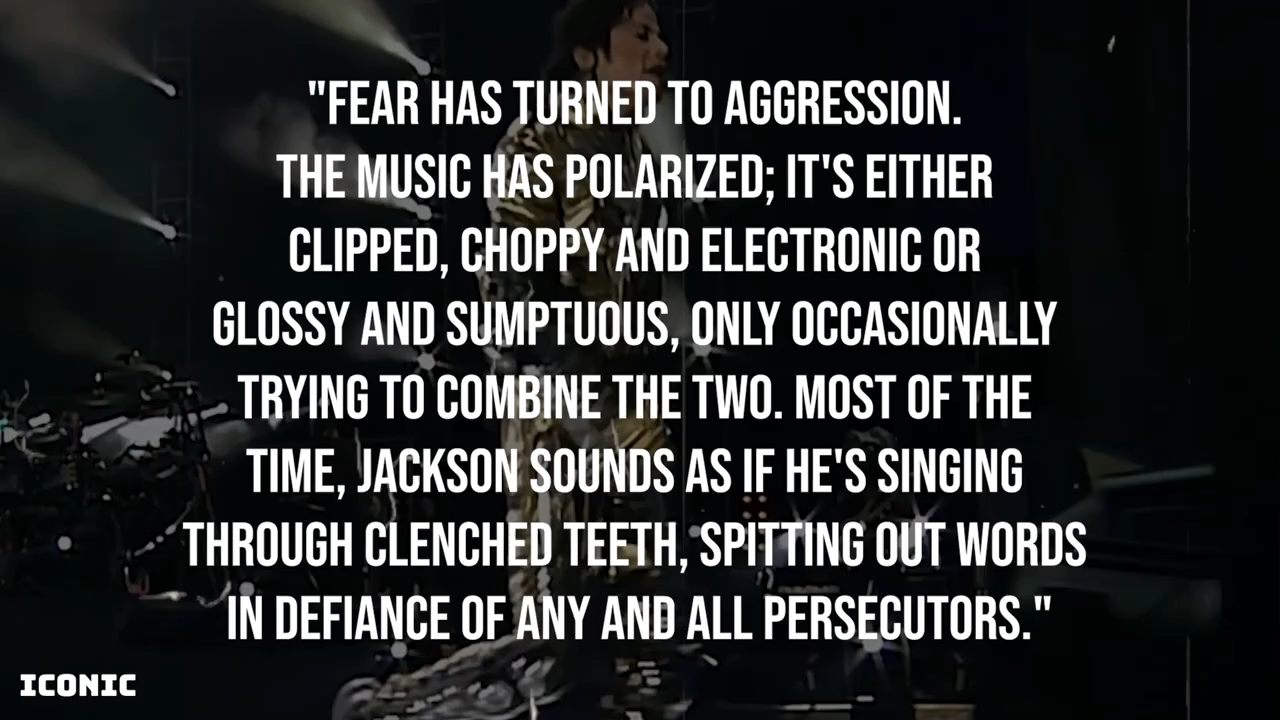 "FEAR HAS TURNED TO AGGRESSION.
THE MUSIC HAS POLARIZED; IT'S EITHER
CLIPPED, CHOPPY AND ELECTRONIC OR
GLOSSY AND SUMPTUOUS, ONLY OCCASIONALLY
TRYING TO COMBINE THE TWO. MOST OF THE
TIME, JACKSON SOUNDS AS IF HE'S SINGING
THROUGH CLENCHED TEETH, SPITTING OUT WORDS
IN DEFIANCE OF ANY AND ALL PERSECUTORS."
ICONIC